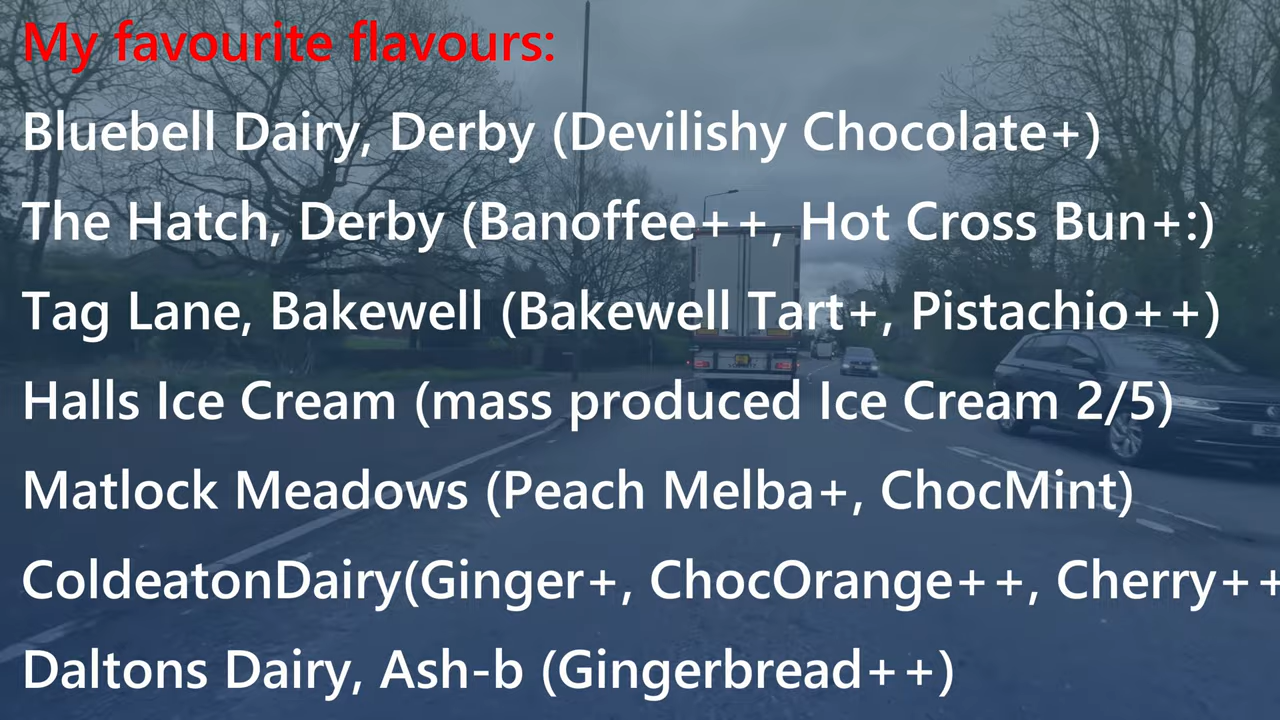 My favourite flavours:
Bluebell Dairy, Derby (Devilishy Chocolate+)
The Hatch, Derby (Banoffee++, Hot Cross Bun+:)
Tag Lane, Bakewell (Bakewell Tart+, Pistachio++)
Halls Ice Cream (mass produced Ice Cream 2/5)
Matlock Meadows (Peach Melba+, ChocMint)
ColdeatonDairy(Ginger+, ChocOrange++, Cherry++
Daltons Dairy, Ash-b (Gingerbread++)